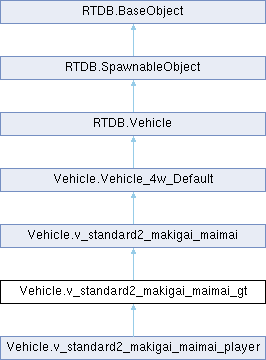 RTDB.BaseObject
RTDB.SpawnableObject
RTDB.Vehicle
Vehicle.Vehicle_4w_Default
Vehicle.v_standard2_makigai_maimai
Vehicle.v_standard2_makigai_maimai_gt
Vehicle.v_standard2_makigai_maimai_player